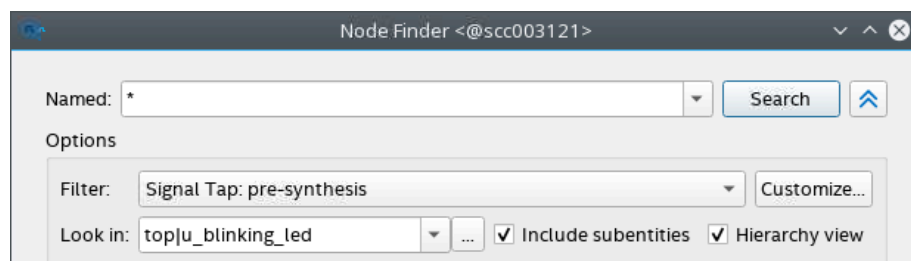 Node Finder <@scc003121>
Named: * Search
Options
Filter: Signal Tap: pre-synthesis Customize...
Look in: top|u_blinking_led ... Include subentities Hierarchy view